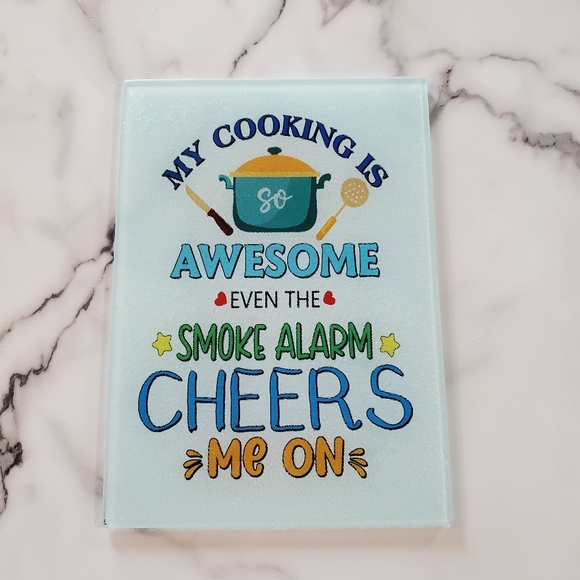 MY COOKING IS
so
AWESOME
EVEN THE
SMOKE ALARM
CHEERS
Me ON